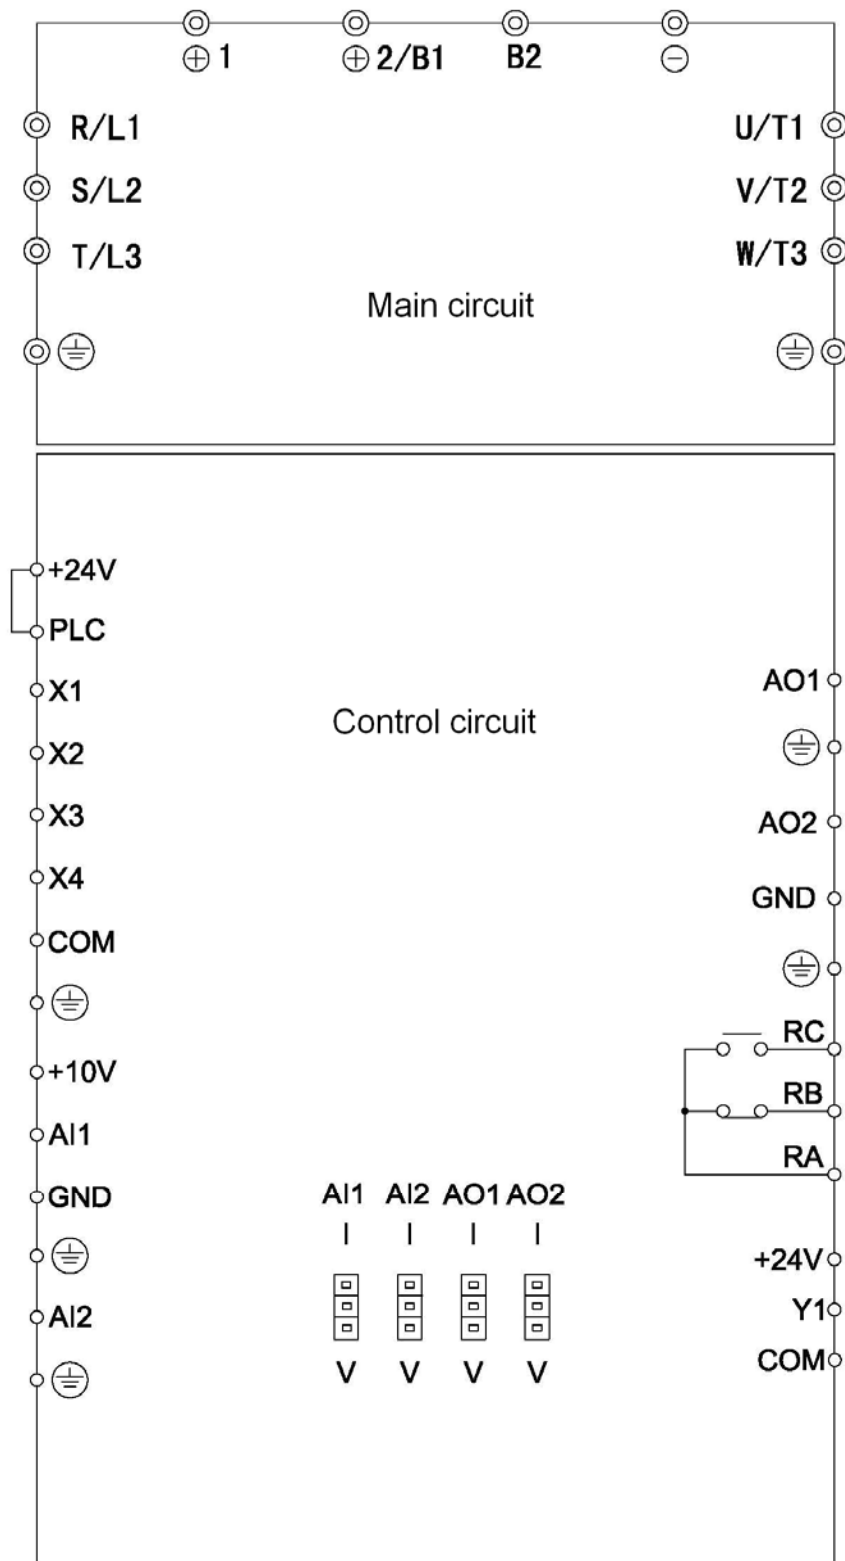 ⊕ 1 ⊕ 2/B1 B2 ⊖
R/L1 U/T1
S/L2 V/T2
T/L3 W/T3
Main circuit
+24V
PLC
X1
X2
X3
X4
COM
+10V
AI1
GND
AI2
Control circuit
AO1
AO2
GND
RC
RB
RA
+24V
Y1
COM
AI1 AI2 AO1 AO2
I I I I
V V V V